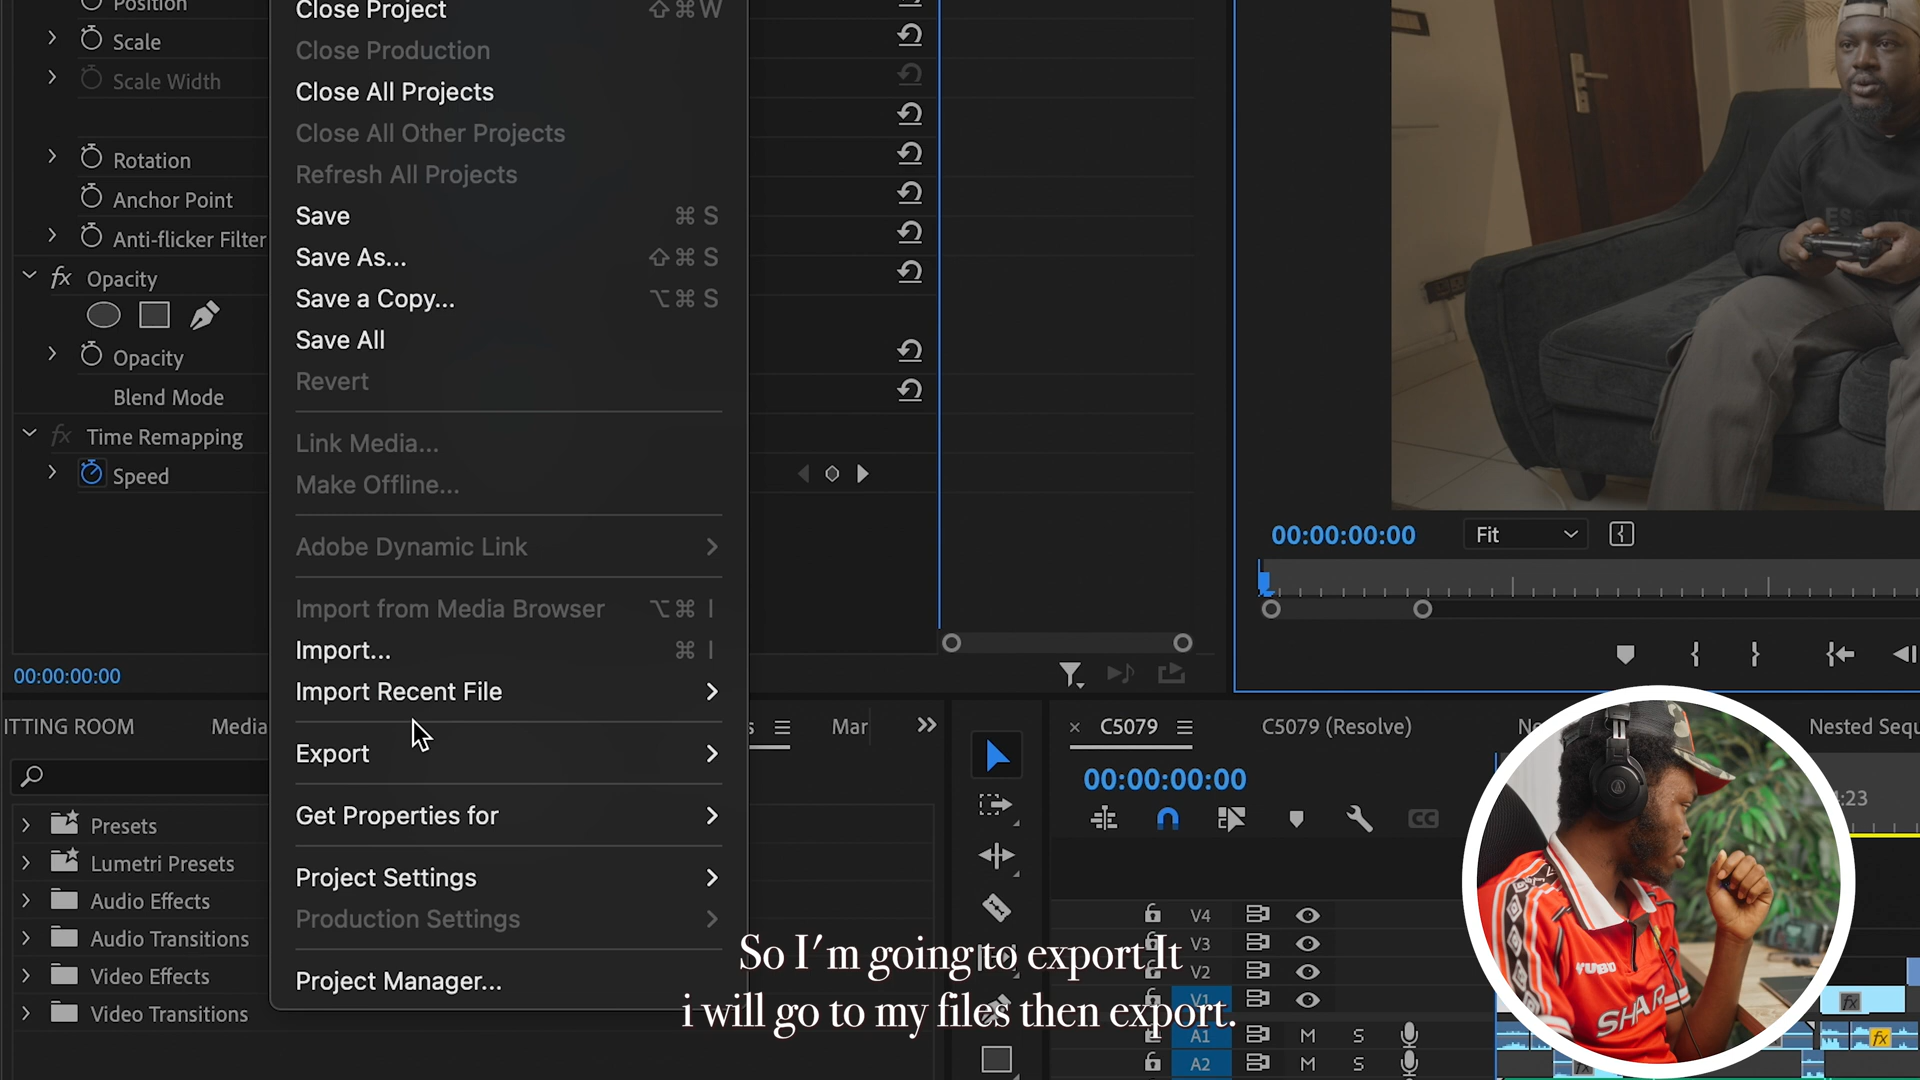 Position
Scale
Scale Width
Rotation
Anchor Point
Anti-flicker Filter
fx Opacity
Opacity
Blend Mode
fx Time Remapping
Speed
00:00:00:00
Close Project ⇧⌘W
Close Production
Close All Projects
Close All Other Projects
Refresh All Projects
Save ⌘ S
Save As... ⇧⌘ S
Save a Copy... ⌥⌘ S
Save All
Revert
Link Media...
Make Offline...
Adobe Dynamic Link
Import from Media Browser ⌥⌘ I
Import... ⌘ I
Import Recent File
Export
Get Properties for
Project Settings
Production Settings
Project Manager...
00:00:00:00 Fit
ITTING ROOM Media
s Mar
Presets
Lumetri Presets
Audio Effects
Audio Transitions
Video Effects
Video Transitions
C5079 C5079 (Resolve) Nested Sequ
00:00:00:00
:23
CC
V4
V3
V2
V1
A1 M S
A2 M S
fx
fx
So I'm going to export It
i will go to my files then export.
SHAR